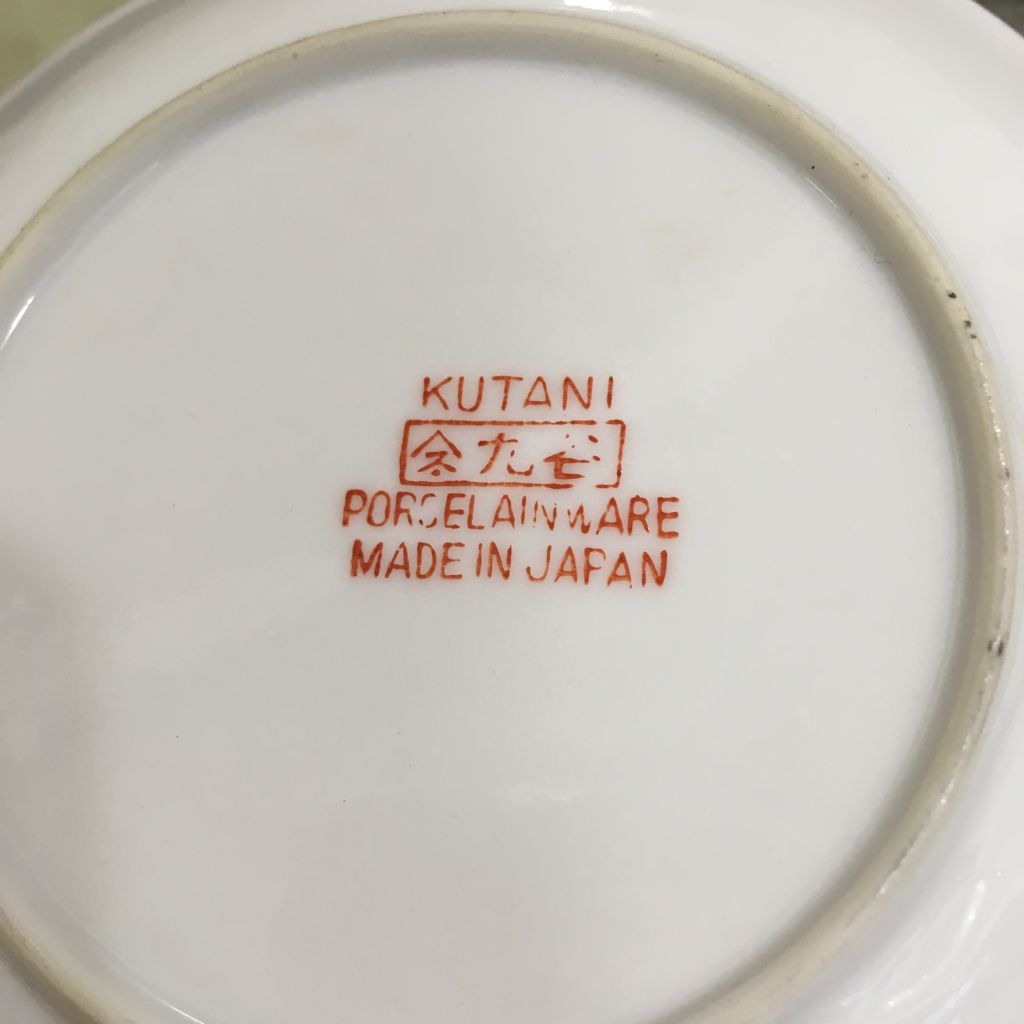 KUTANI
九谷
PORCELAINWARE
MADE IN JAPAN